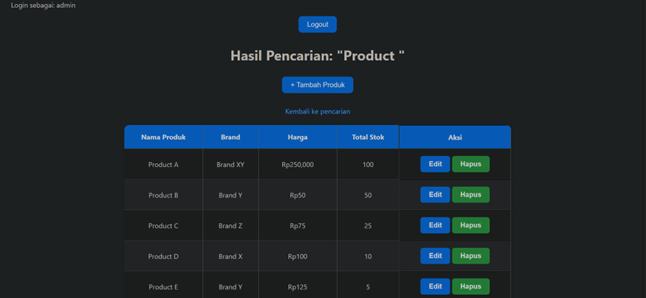 Login sebagai: admin
Logout
Hasil Pencarian: "Product "
+ Tambah Produk
Kembali ke pencarian
Nama Produk Brand Harga Total Stok Aksi
Product A Brand XY Rp250,000 100 Edit Hapus
Product B Brand Y Rp50 50 Edit Hapus
Product C Brand Z Rp75 25 Edit Hapus
Product D Brand X Rp100 10 Edit Hapus
Product E Brand Y Rp125 5 Edit Hapus